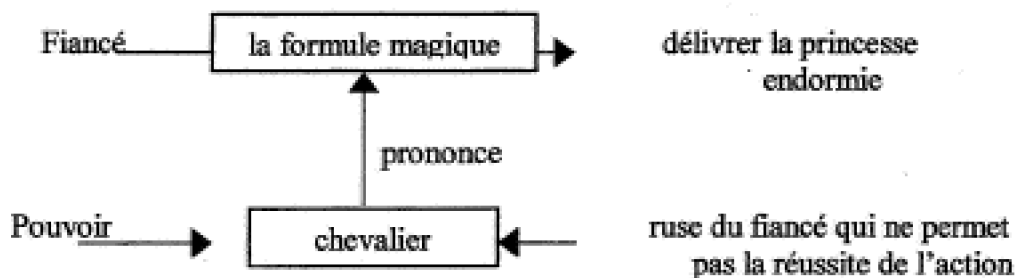 Fiancé la formule magique délivrer la princesse
endormie
prononce
Pouvoir chevalier ruse du fiancé qui ne permet
pas la réussite de l'action